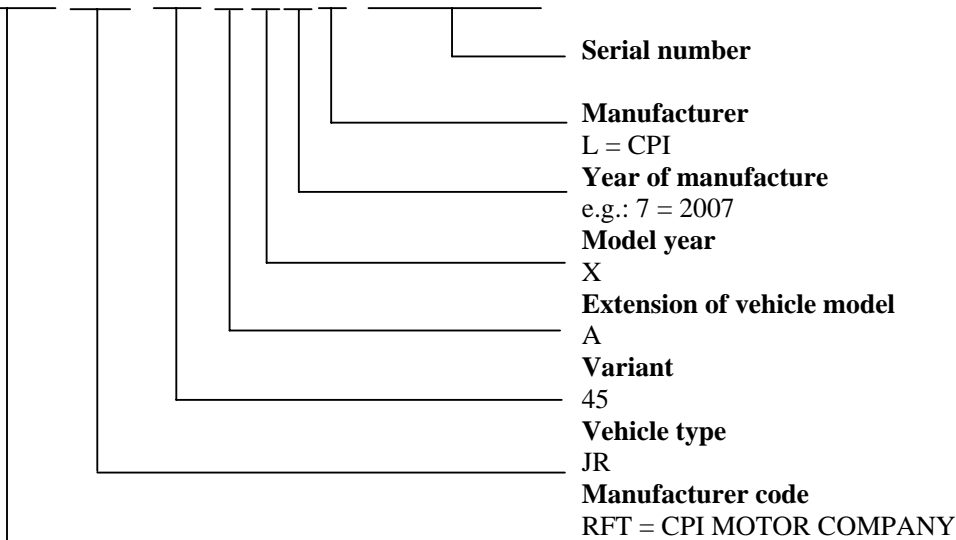 Serial number
Manufacturer
L = CPI
Year of manufacture
e.g.: 7 = 2007
Model year
X
Extension of vehicle model
A
Variant
45
Vehicle type
JR
Manufacturer code
RFT = CPI MOTOR COMPANY